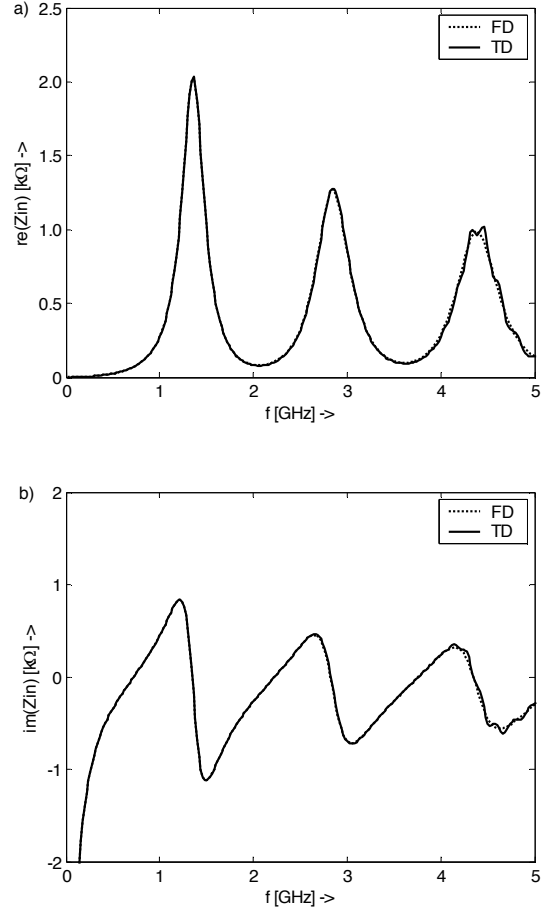 a)
2.5
2.0
1.5
1.0
0.5
0
re(Zin) [kΩ] ->
FD
TD
0 1 2 3 4 5
f [GHz] ->
b)
2
1
0
-1
-2
im(Zin) [kΩ] ->
FD
TD
0 1 2 3 4 5
f [GHz] ->